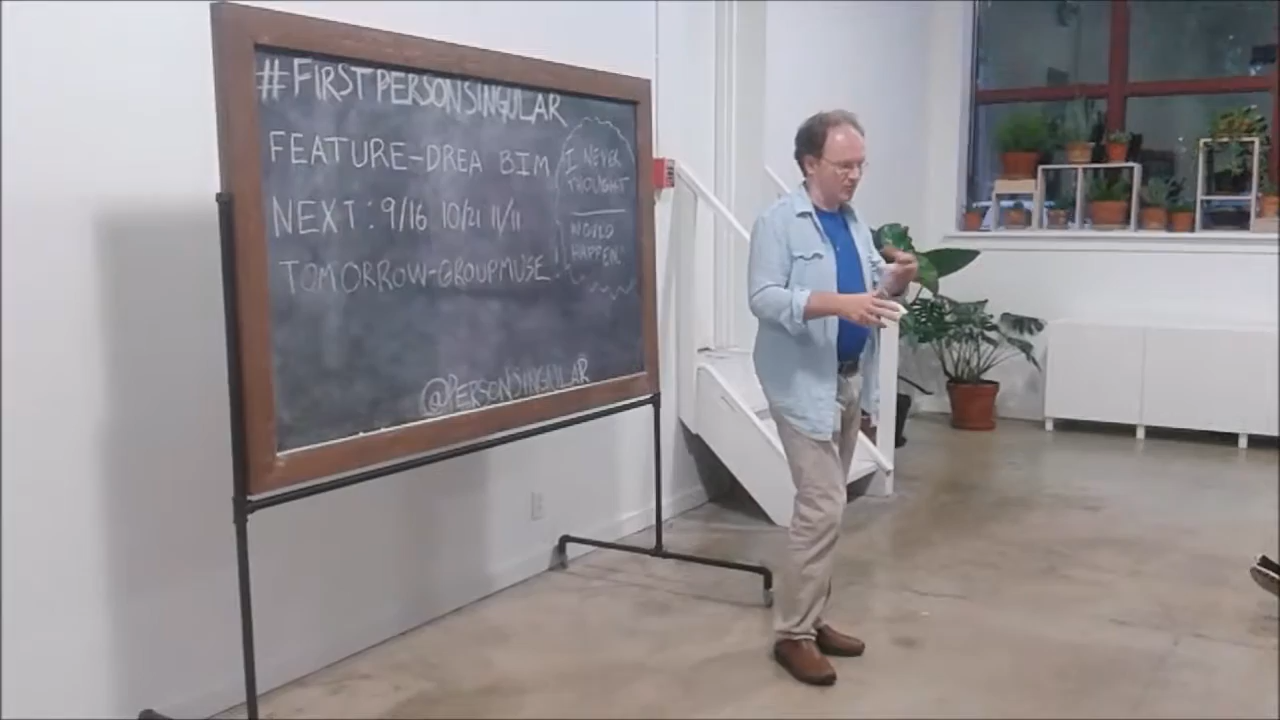 #FIRSTPERSONSINGULAR
FEATURE-DREA BIM
NEXT: 9/16 10/21 11/11
TOMORROW-GROUPMUSE!
I NEVER
THOUGHT
WOULD
HAPPEN."
@PERSONSINGULAR